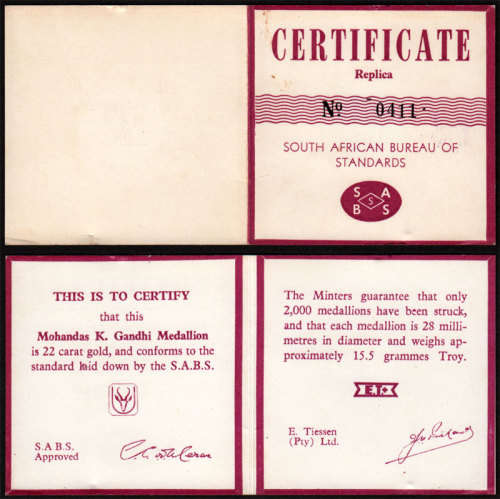 CERTIFICATE
Replica
No 0411
SOUTH AFRICAN BUREAU OF
STANDARDS
S A
S
B S
THIS IS TO CERTIFY
that this
Mohandas K. Gandhi Medallion
is 22 carat gold, and conforms to the
standard laid down by the S.A.B.S.
S.A.B.S.
Approved
The Minters guarantee that only
2,000 medallions have been struck,
and that each medallion is 28 milli-
metres in diameter and weighs ap-
proximately 15.5 grammes Troy.
E.T.
E. Tiessen
(Pty) Ltd.